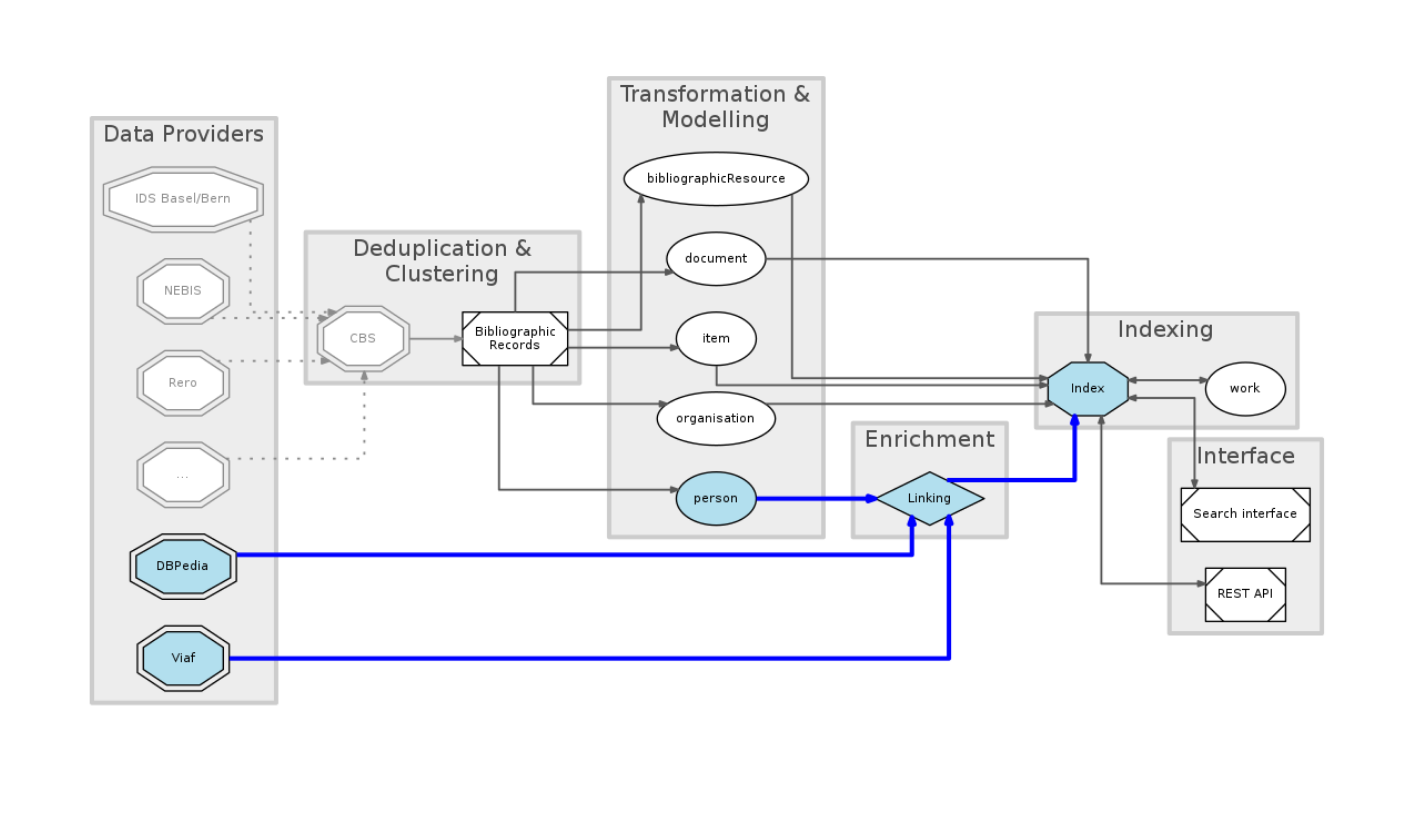 Data Providers
IDS Basel/Bern
NEBIS
Rero
...
DBPedia
Viaf
Deduplication &
Clustering
CBS
Bibliographic
Records
Transformation &
Modelling
bibliographicResource
document
item
organisation
person
Enrichment
Linking
Indexing
Index
work
Interface
Search interface
REST API